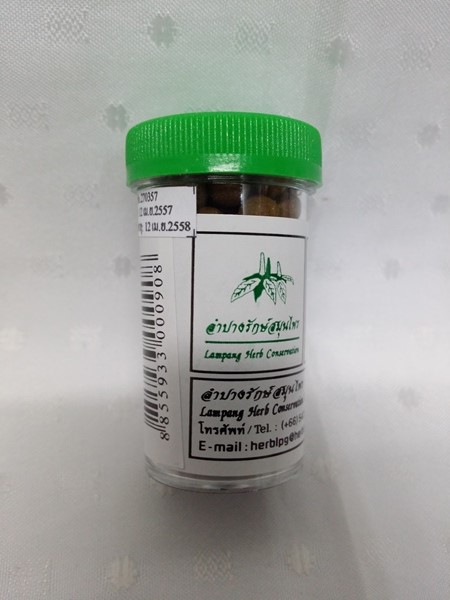 270357
12 เม.ย.2557
12 เม.ย.2558
8855933000908
ลำปางรักษ์สมุนไพร
Lampang Herb Conservation
ลำปางรักษ์สมุนไพร
Lampang Herb Conservation
โทรศัพท์ / Tel. : (+66)
E-mail : herblpg@